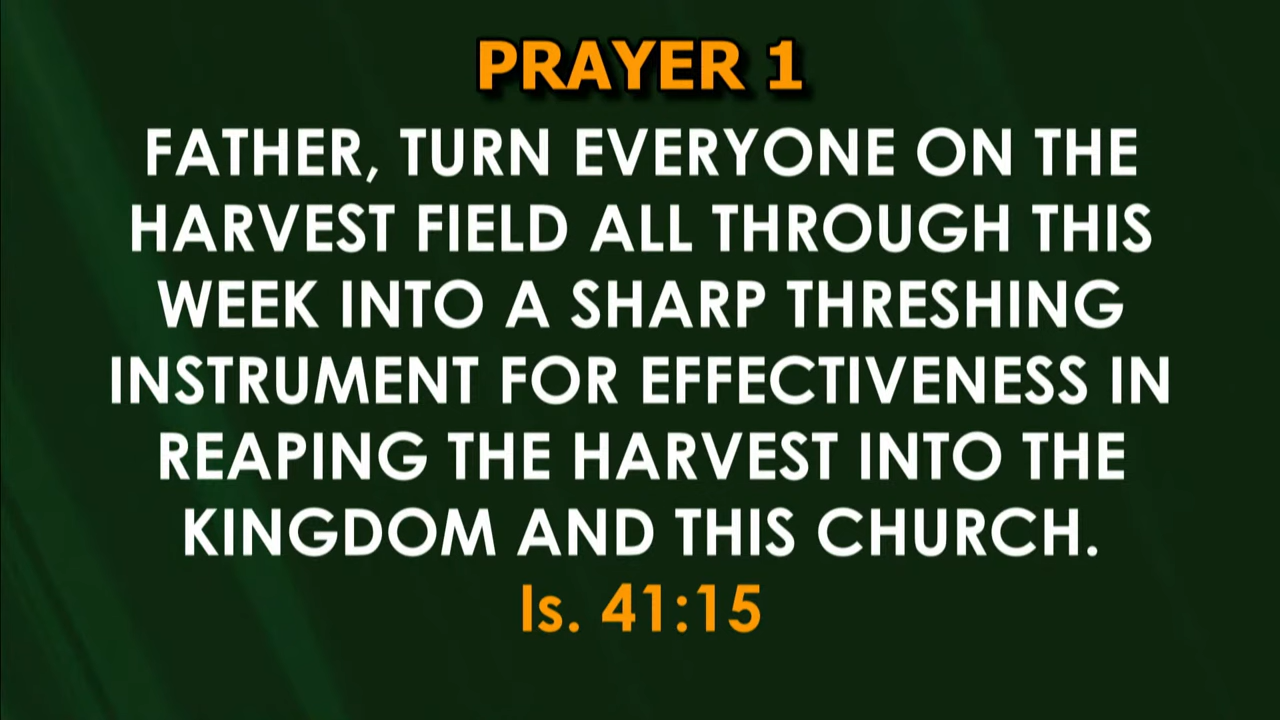 PRAYER 1
FATHER, TURN EVERYONE ON THE
HARVEST FIELD ALL THROUGH THIS
WEEK INTO A SHARP THRESHING
INSTRUMENT FOR EFFECTIVENESS IN
REAPING THE HARVEST INTO THE
KINGDOM AND THIS CHURCH.
Is. 41:15